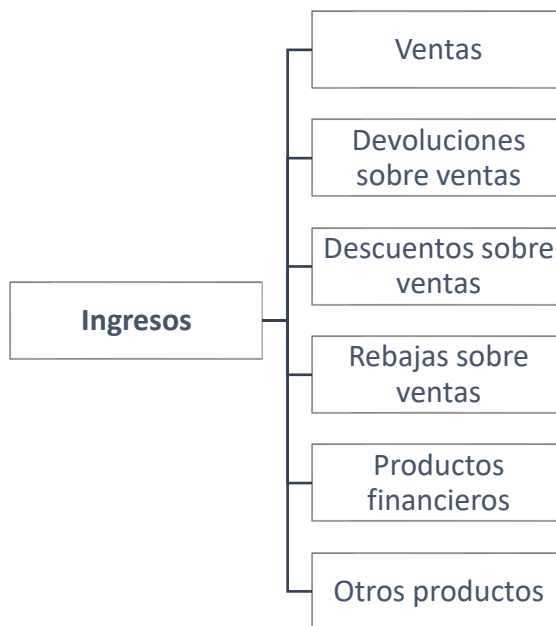 Ventas
Devoluciones
sobre ventas
Descuentos sobre
ventas
Ingresos
Rebajas sobre
ventas
Productos
financieros
Otros productos